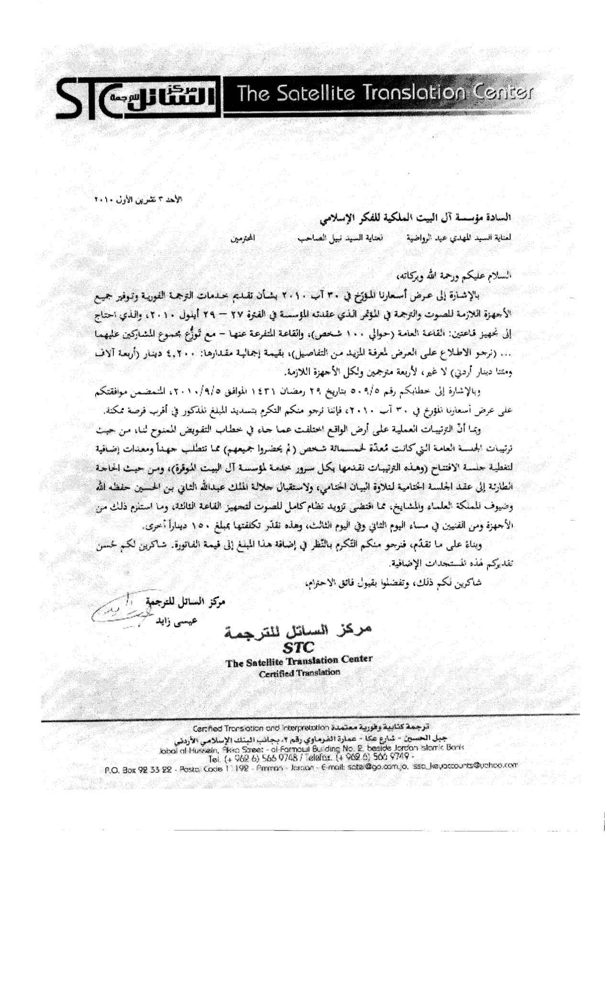 STC مركز الساتل للترجمة The Satellite Translation Center
الأحد ٣ تشرين الأول ٢٠١٠
السادة مؤسسة آل البيت الملكية للفكر الإسلامي
لعناية السيد المهدي عيد الرواضية لعناية السيد نبيل الصاحب المحترمين
السلام عليكم ورحمة الله وبركاته،
بالإشارة إلى عرض أسعارنا المؤرّخ في ٣٠ آب ٢٠١٠ بشأن تقديم خدمات الترجمة الفورية وتوفير جميع
الأجهزة اللازمة للصوت والترجمة في المؤتمر الذي عقدته المؤسسة في الفترة ٢٧ – ٢٩ أيلول ٢٠١٠، والذي احتاج
إلى تجهيز قاعتين: القاعة العامة (حوالي ١٠٠ شخص)، والقاعة المتفرعة عنها – مع توزُّع مجموع المشاركين عليهما
... (نرجو الاطلاع على العرض لمعرفة المزيد من التفاصيل)، بقيمة إجمالية مقدارها: ٤,٢٠٠ دينار (أربعة آلاف
ومئتا دينار أردني) لا غير، لأربعة مترجمين ولكل الأجهزة اللازمة.
وبالإشارة إلى خطابكم رقم ٥٠٩/٥ بتاريخ ٢٩ رمضان ١٤٣١ الموافق ٢٠١٠/٩/٥، المتضمن موافقتكم
على عرض أسعارنا المؤرخ في ٣٠ آب ٢٠١٠، فإننا نرجو منكم التكرم بتسديد المبلغ المذكور في أقرب فرصة ممكنة.
وبما أنّ الترتيبات العملية على أرض الواقع اختلفت عما جاء في خطاب التفويض الممنوح لنا، من حيث
ترتيبات الجلسة العامة التي كانت مُعدّة لخمسمائة شخص (لم يحضروا جميعهم) مما تتطلب جهداً ومعدات إضافية
لتغطية جلسة الافتتاح (وهذه الترتيبات نقدمها بكل سرور خدمة لمؤسسة آل البيت الموقرة)، ومن حيث الحاجة
الطارئة إلى عقد الجلسة الختامية لتلاوة البيان الختامي، ولاستقبال جلالة الملك عبدالله الثاني بن الحسين حفظه الله
وضيوف المملكة العلماء والمشايخ، مما اقتضى تزويد نظام كامل للصوت لتجهيز القاعة الثالثة، وما استلزم ذلك من
الأجهزة ومن الفنيين في مساء اليوم الثاني وفي اليوم الثالث، وهذه نقدّر تكلفتها بمبلغ ١٥٠ ديناراً أخرى.
وبناءً على ما تقدّم، فنرجو منكم التّكرم بالنّظر في إضافة هذا المبلغ إلى قيمة الفاتورة. شاكرين لكم حُسن
تقديركم لهذه المستجدات الإضافية.
شاكرين لكم ذلك، وتفضلوا بقبول فائق الاحترام،
مركز الساتل للترجمة
عيسى زايد
مركز الساتل للترجمة
STC
The Satellite Translation Center
Certified Translation
ترجمة كتابية وفورية معتمدة Certified Translation and Interpretation
جبل الحسين - شارع عكا - عمارة الفرماوي رقم ٢، بجانب البنك الإسلامي الأردني
Jabal al-Hussein, Akka Street - al-Farmawi Building No. 2, beside Jordan Islamic Bank
Tel. (+ 962 6) 566 9748 / Telefax. (+ 962 6) 566 9749 -
P.O. Box 92 33 22 - Postal Code 11192 - Amman - Jordan - E-mail: